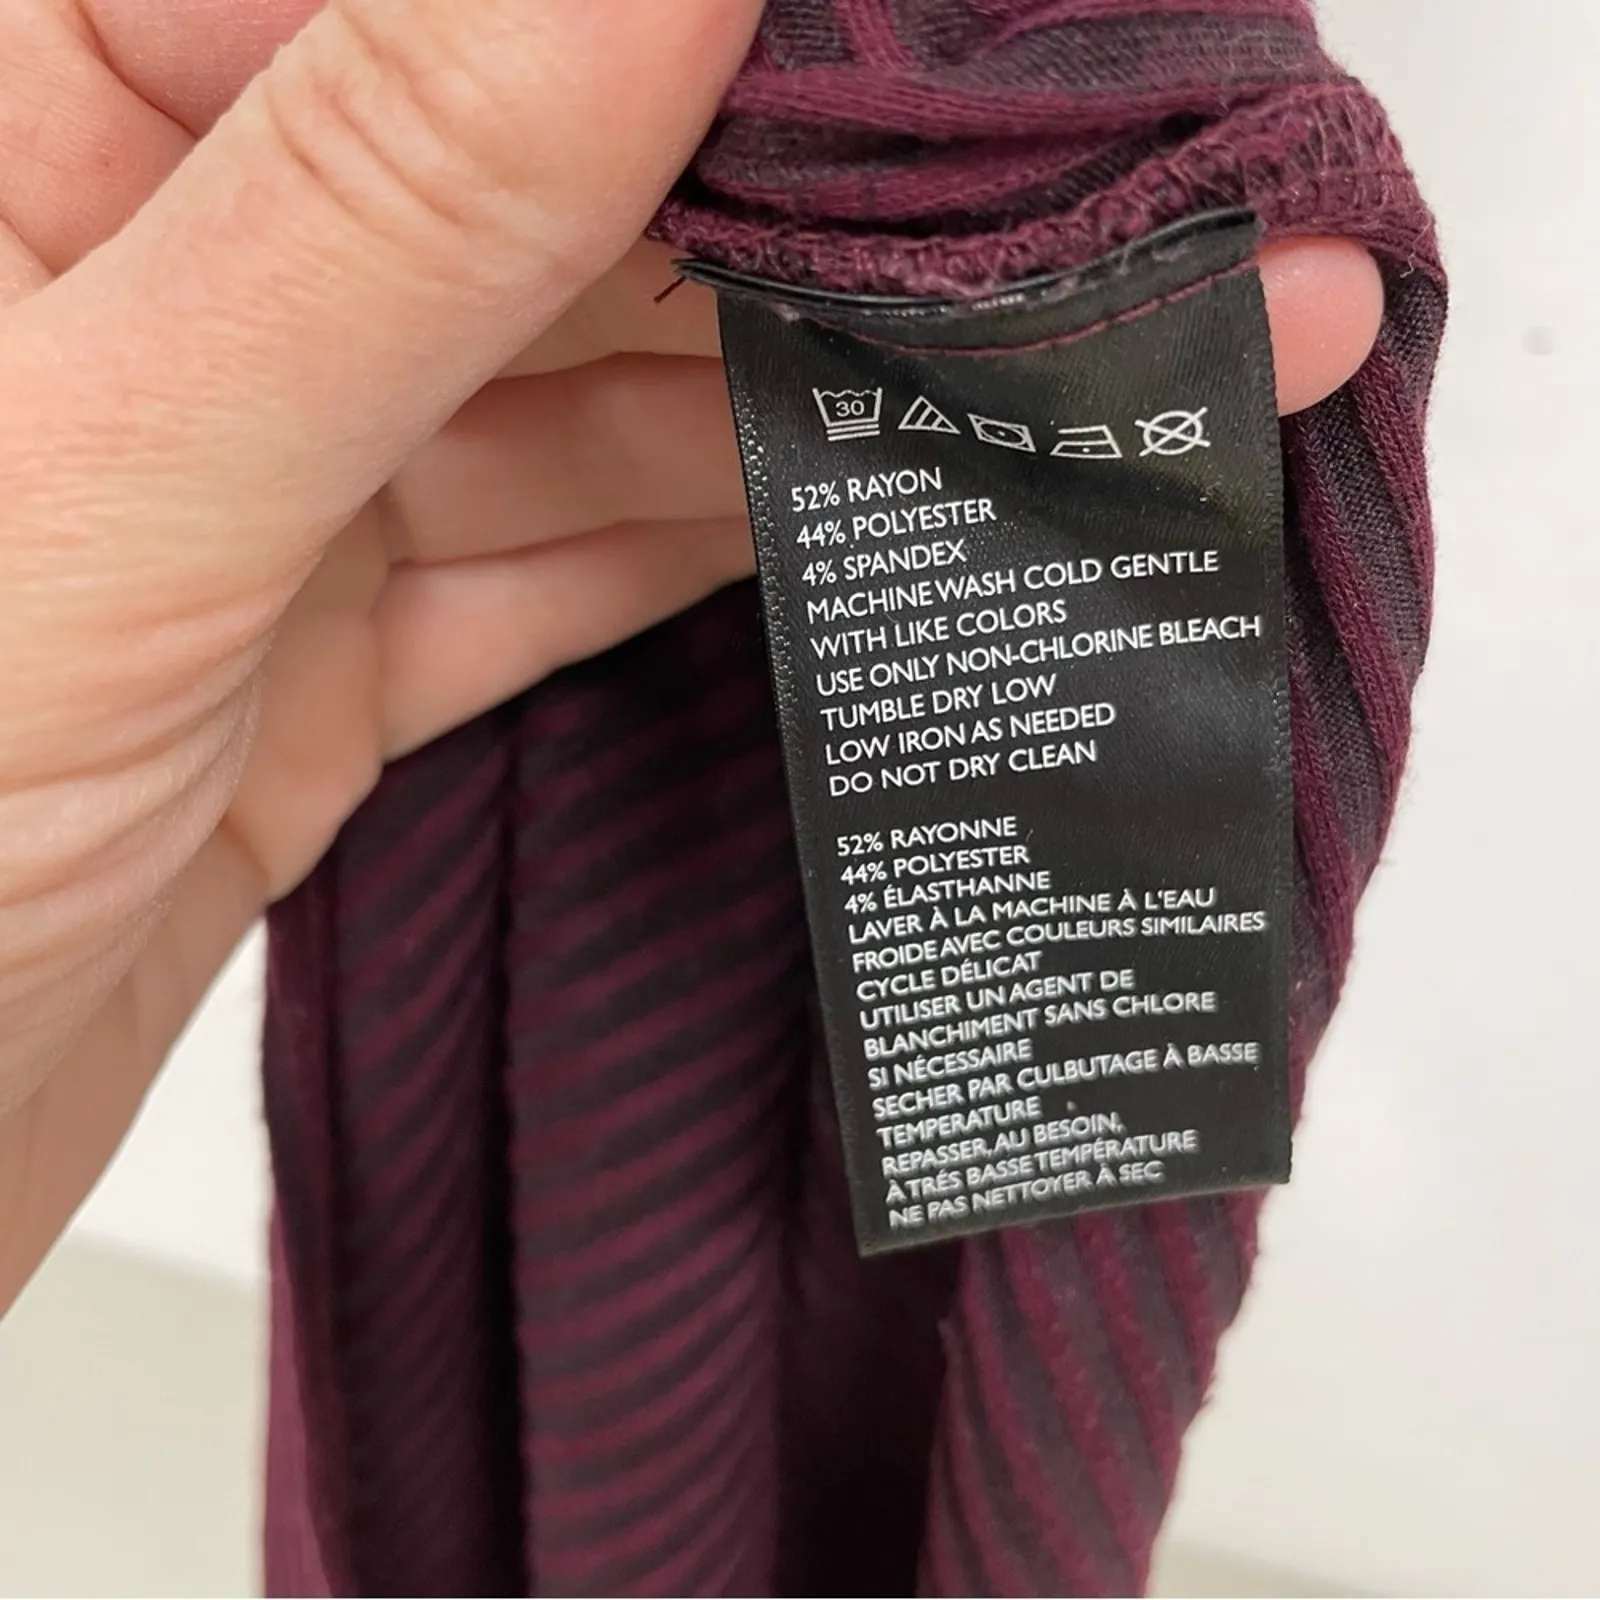 30
52% RAYON
44% POLYESTER
4% SPANDEX
MACHINE WASH COLD GENTLE
WITH LIKE COLORS
USE ONLY NON-CHLORINE BLEACH
TUMBLE DRY LOW
LOW IRON AS NEEDED
DO NOT DRY CLEAN
52% RAYONNE
44% POLYESTER
4% ÉLASTHANNE
LAVER À LA MACHINE À L'EAU
FROIDE AVEC COULEURS SIMILAIRES
CYCLE DÉLICAT
UTILISER UN AGENT DE
BLANCHIMENT SANS CHLORE
SI NÉCESSAIRE
SECHER PAR CULBUTAGE À BASSE
TEMPERATURE
REPASSER, AU BESOIN,
À TRÉS BASSE TEMPÉRATURE
NE PAS NETTOYER À SEC